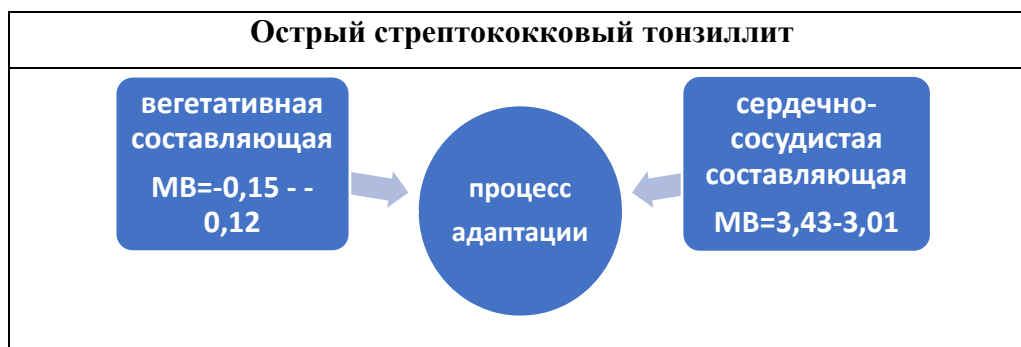 Острый стрептококковый тонзиллит
вегетативная
составляющая
МВ=-0,15 - -
0,12
процесс
адаптации
сердечно-
сосудистая
составляющая
МВ=3,43-3,01